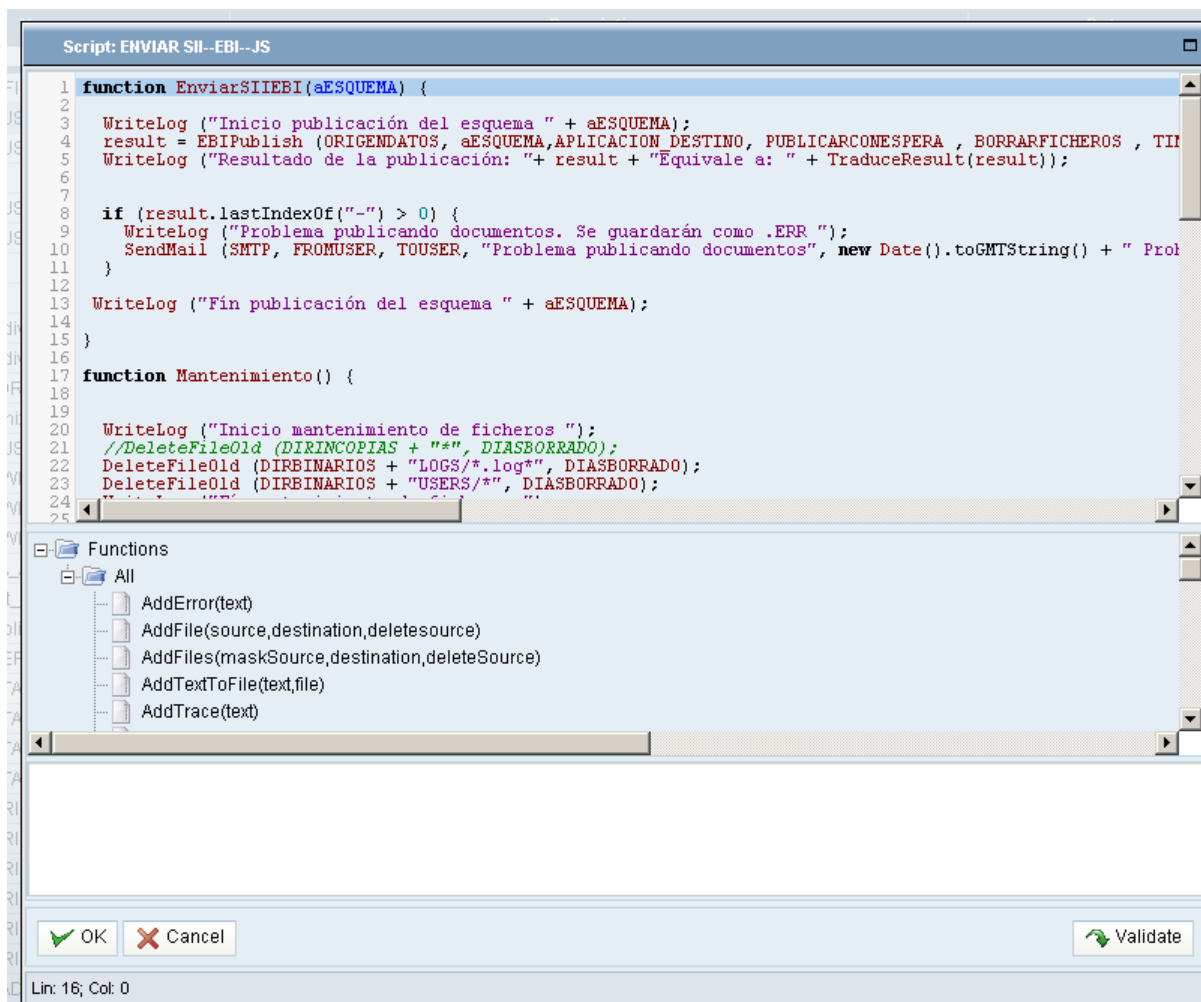 Script: ENVIAR SII--EBI--JS
1 function EnviarSIIEBI(aESQUEMA) {
2
3 WriteLog ("Inicio publicación del esquema " + aESQUEMA);
4 result = EBIPublish (ORIGENDATOS, aESQUEMA,APLICACION_DESTINO, PUBLICARCONESPERA , BORRARFICHEROS ,
5 WriteLog ("Resultado de la publicación: "+ result + "Equivale a: " + TraduceResult(result));
6
7
8 if (result.lastIndexOf("-") > 0) {
9 WriteLog ("Problema publicando documentos. Se guardarán como .ERR ");
10 SendMail (SMTP, FROMUSER, TOUSER, "Problema publicando documentos", new Date().toGMTString() + "
11 }
12
13 WriteLog ("Fín publicación del esquema " + aESQUEMA);
14
15 }
16
17 function Mantenimiento() {
18
19
20 WriteLog ("Inicio mantenimiento de ficheros ");
21 //DeleteFileOld (DIRINCOPIAS + "*", DIASBORRADO);
22 DeleteFileOld (DIRBINARIOS + "LOGS/*.log*", DIASBORRADO);
23 DeleteFileOld (DIRBINARIOS + "USERS/*", DIASBORRADO);
24
25
Functions
All
AddError(text)
AddFile(source,destination,deletesource)
AddFiles(maskSource,destination,deleteSource)
AddTextToFile(text,file)
AddTrace(text)
OK
Cancel
Validate
Lin: 16; Col: 0